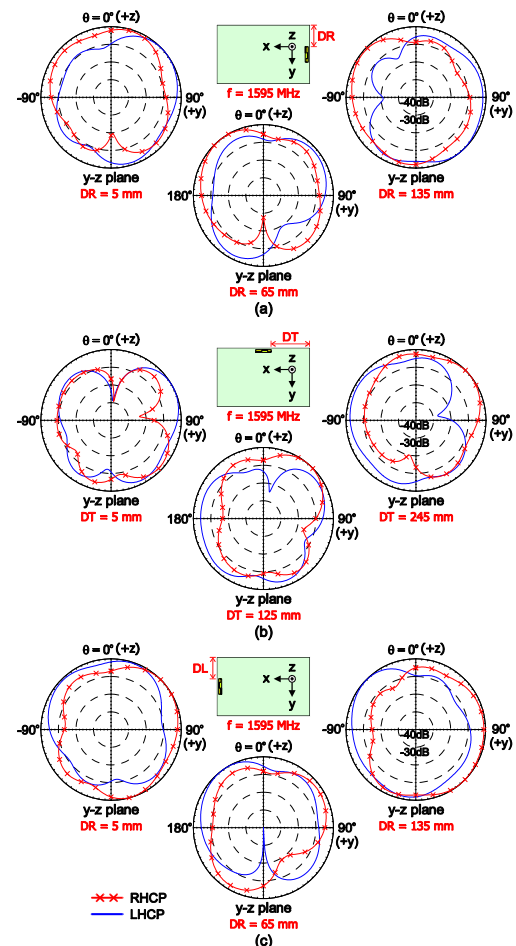 θ = 0° (+z)
-90°
90°
(+y)
y-z plane
DR = 5 mm
DR
z
x
y
f = 1595 MHz
θ = 0° (+z)
-90°
90°
(+y)
-40dB
-30dB
y-z plane
DR = 135 mm
θ = 0° (+z)
180°
90°
(+y)
y-z plane
DR = 65 mm
(a)
θ = 0° (+z)
-90°
90°
(+y)
y-z plane
DT = 5 mm
DT
z
x
y
f = 1595 MHz
θ = 0° (+z)
-90°
90°
(+y)
-40dB
-30dB
y-z plane
DT = 245 mm
θ = 0° (+z)
180°
90°
(+y)
y-z plane
DT = 125 mm
(b)
θ = 0° (+z)
-90°
90°
(+y)
y-z plane
DR = 5 mm
DL
z
x
y
f = 1595 MHz
θ = 0° (+z)
-90°
90°
(+y)
-40dB
-30dB
y-z plane
DR = 135 mm
θ = 0° (+z)
180°
90°
(+y)
y-z plane
DR = 65 mm
RHCP
LHCP
(c)